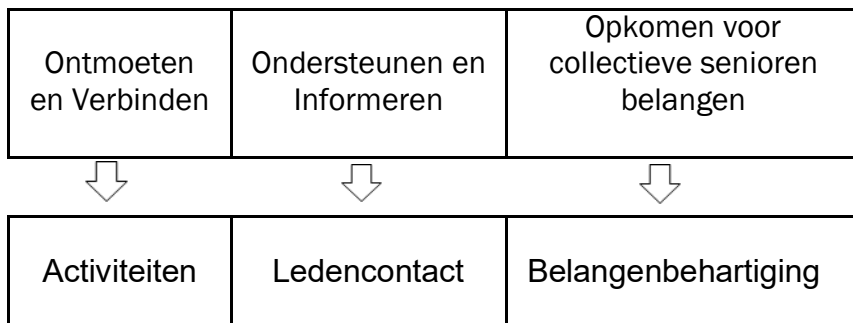 Ontmoeten
en Verbinden
Ondersteunen en
Informeren
Opkomen voor
collectieve senioren
belangen
Activiteiten
Ledencontact
Belangenbehartiging